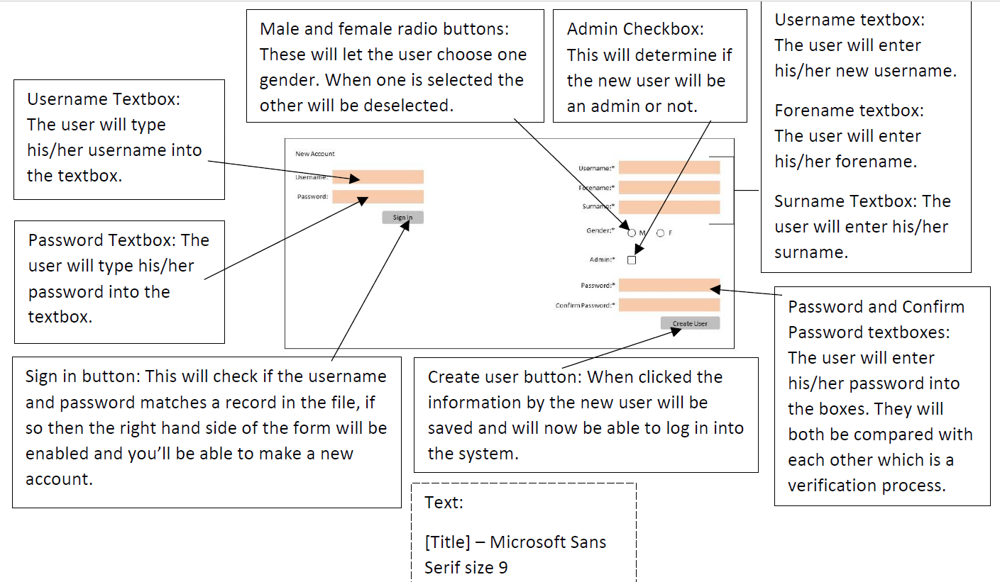 Male and female radio buttons:
These will let the user choose one
gender. When one is selected the
other will be deselected.
Admin Checkbox:
This will determine if
the new user will be
an admin or not.
Username textbox:
The user will enter
his/her new username.
Forename textbox:
The user will enter
his/her forename.
Surname Textbox: The
user will enter his/her
surname.
Username Textbox:
The user will type
his/her username into
the textbox.
Password Textbox: The
user will type his/her
password into the
textbox.
New Account
Username:
Password:
Sign In
Username:*
Forename:*
Surname:*
Gender:* M F
Admin:*
Password:*
Confirm Password:*
Create User
Password and Confirm
Password textboxes:
The user will enter
his/her password into
the boxes. They will
both be compared with
each other which is a
verification process.
Sign in button: This will check if the username
and password matches a record in the file, if
so then the right hand side of the form will be
enabled and you’ll be able to make a new
account.
Create user button: When clicked the
information by the new user will be
saved and will now be able to log in into
the system.
Text:
[Title] – Microsoft Sans
Serif size 9